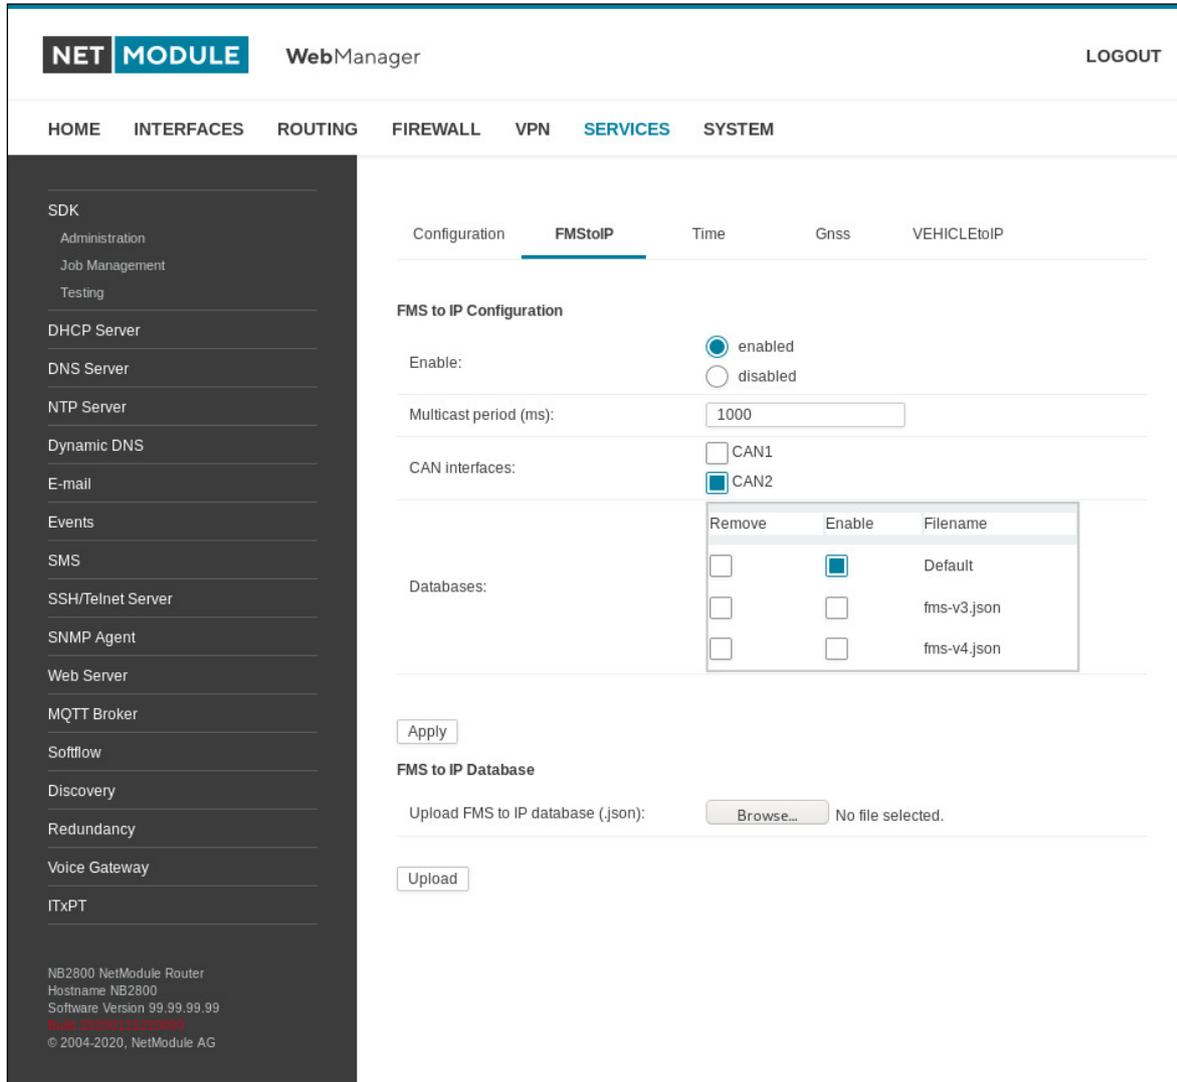 NET MODULE WebManager LOGOUT
HOME INTERFACES ROUTING FIREWALL VPN SERVICES SYSTEM
SDK
Administration
Job Management
Testing
DHCP Server
DNS Server
NTP Server
Dynamic DNS
E-mail
Events
SMS
SSH/Telnet Server
SNMP Agent
Web Server
MQTT Broker
Softflow
Discovery
Redundancy
Voice Gateway
ITxPT
NB2800 NetModule Router
Hostname NB2800
Software Version 99.99.99.99
Build
© 2004-2020, NetModule AG
Configuration FMStoIP Time Gnss VEHICLEtoIP
FMS to IP Configuration
Enable:
enabled
disabled
Multicast period (ms): 1000
CAN interfaces:
CAN1
CAN2
Databases:
Remove Enable Filename
Default
fms-v3.json
fms-v4.json
Apply
FMS to IP Database
Upload FMS to IP database (.json): Browse... No file selected.
Upload